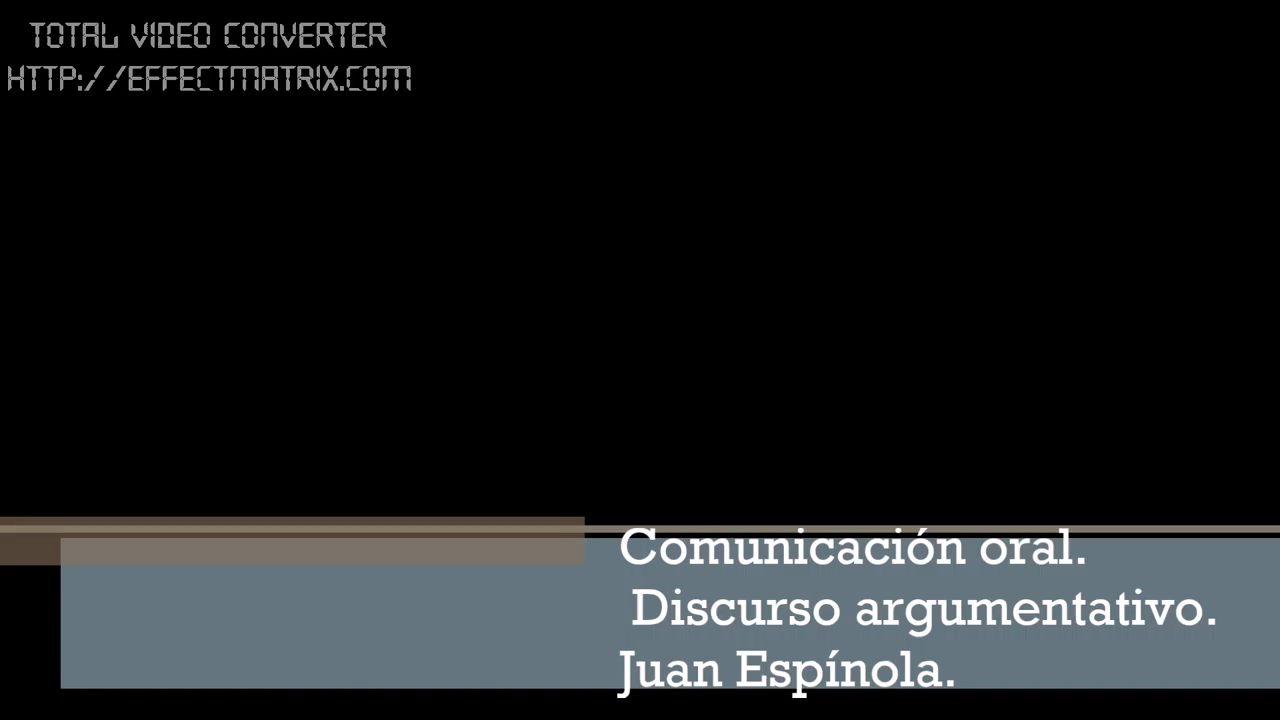 TOTAL VIDEO CONVERTER
HTTP://EFFECTMATRIX.COM
Comunicación oral.
Discurso argumentativo.
Juan Espínola.